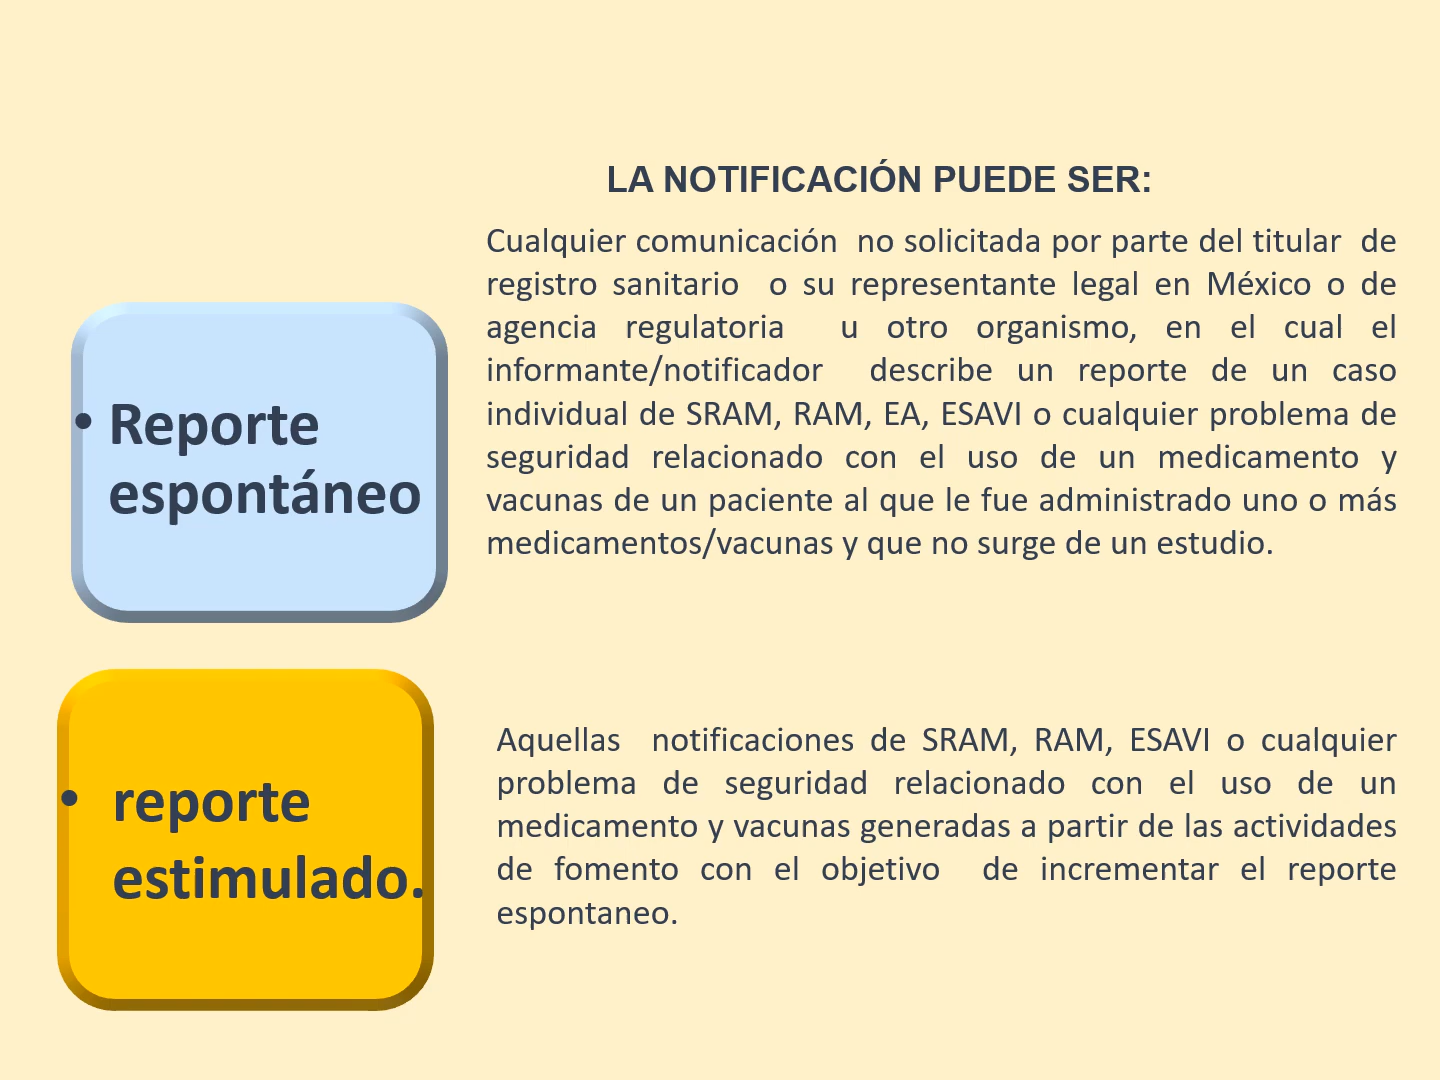 LA NOTIFICACIÓN PUEDE SER:
• Reporte
espontáneo
Cualquier comunicación no solicitada por parte del titular de
registro sanitario o su representante legal en México o de
agencia regulatoria u otro organismo, en el cual el
informante/notificador describe un reporte de un caso
individual de SRAM, RAM, EA, ESAVI o cualquier problema de
seguridad relacionado con el uso de un medicamento y
vacunas de un paciente al que le fue administrado uno o más
medicamentos/vacunas y que no surge de un estudio.
• reporte
estimulado.
Aquellas notificaciones de SRAM, RAM, ESAVI o cualquier
problema de seguridad relacionado con el uso de un
medicamento y vacunas generadas a partir de las actividades
de fomento con el objetivo de incrementar el reporte
espontaneo.